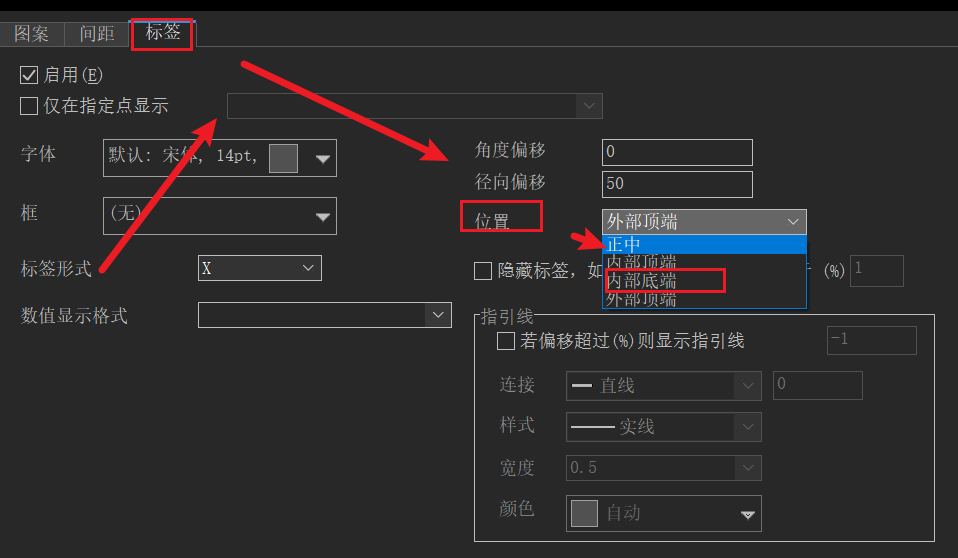 图案 间距 标签
启用(E)
仅在指定点显示
字体 默认: 宋体, 14pt,
角度偏移 0
径向偏移 50
框 (无)
位置 外部顶端
正中
内部顶端
内部底端
外部顶端
标签形式 X
隐藏标签, 如 (%) 1
数值显示格式
指引线
若偏移超过(%)则显示指引线 -1
连接 直线 0
样式 实线
宽度 0.5
颜色 自动